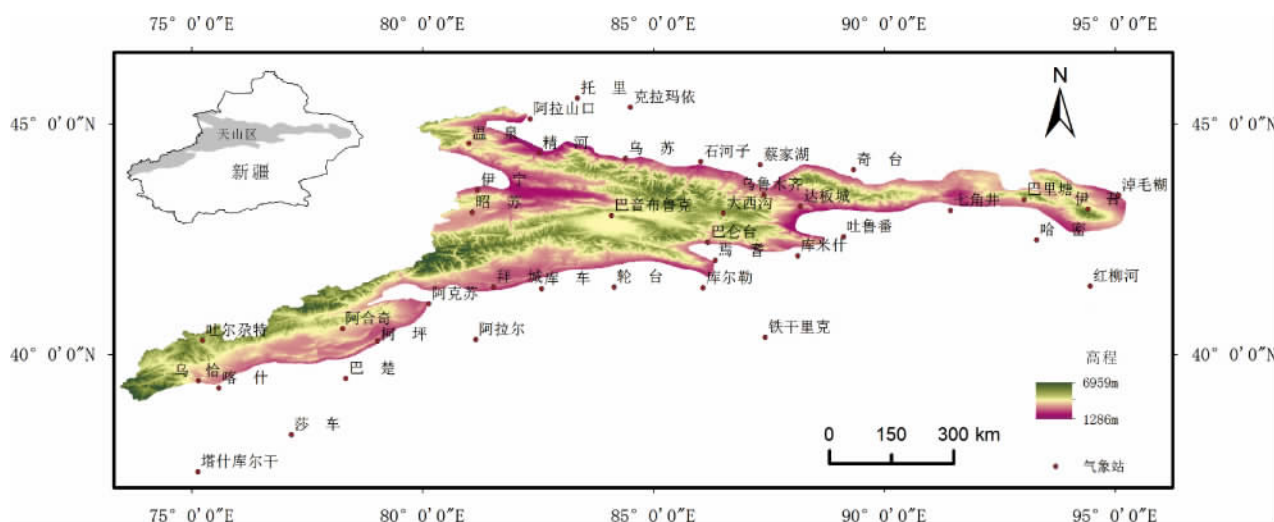 75° 0′0″E 80° 0′0″E 85° 0′0″E 90° 0′0″E 95° 0′0″E
45° 0′0″N
40° 0′0″N
天山区
新疆
托 里
克拉玛依
阿拉山口
温 泉
精 河
乌 苏
石河子
蔡家湖
奇 台
N
45° 0′0″N
伊 宁
昭 苏
巴音布鲁克
乌鲁木齐
大西沟
达板城
七角井
巴里塘
伊 吾
淖毛糊
哈 密
巴仑台
焉 耆
吐鲁番
库米什
红柳河
拜 城
库 车
轮 台
库尔勒
阿克苏
阿拉尔
铁干里克
吐尔尕特
阿合奇
柯 坪
乌 恰
喀 什
巴 楚
莎 车
塔什库尔干
40° 0′0″N
高程
6959m
1286m
0 150 300 km
气象站
75° 0′0″E 80° 0′0″E 85° 0′0″E 90° 0′0″E 95° 0′0″E